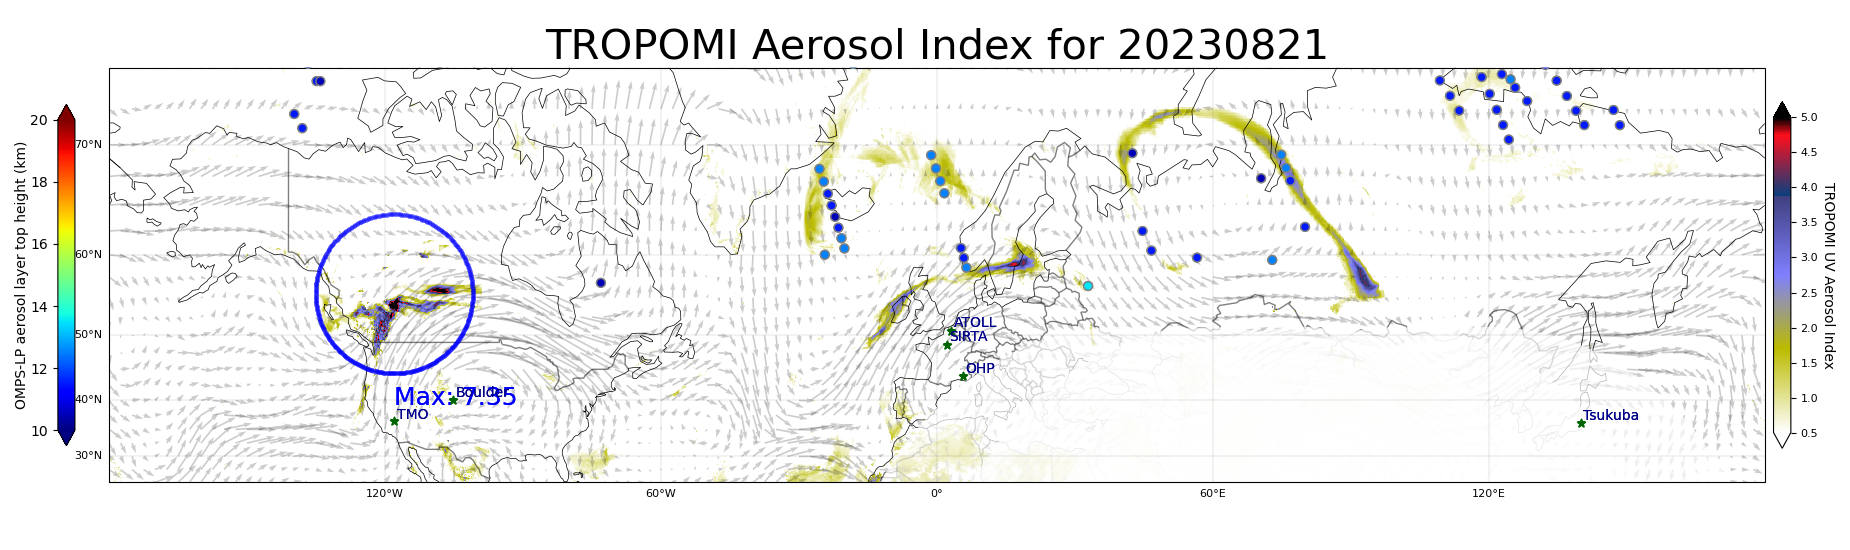 TROPOMI Aerosol Index for 20230821
OMPS-LP aerosol layer top height (km)
20
18
16
14
12
10
70°N
60°N
50°N
40°N
30°N
120°W
60°W
0°
60°E
120°E
Max: 7.35
Boulder
TMO
ATOLL
SIRTA
OHP
Tsukuba
5.0
4.5
4.0
3.5
3.0
2.5
2.0
1.5
1.0
0.5
TROPOMI UV Aerosol Index